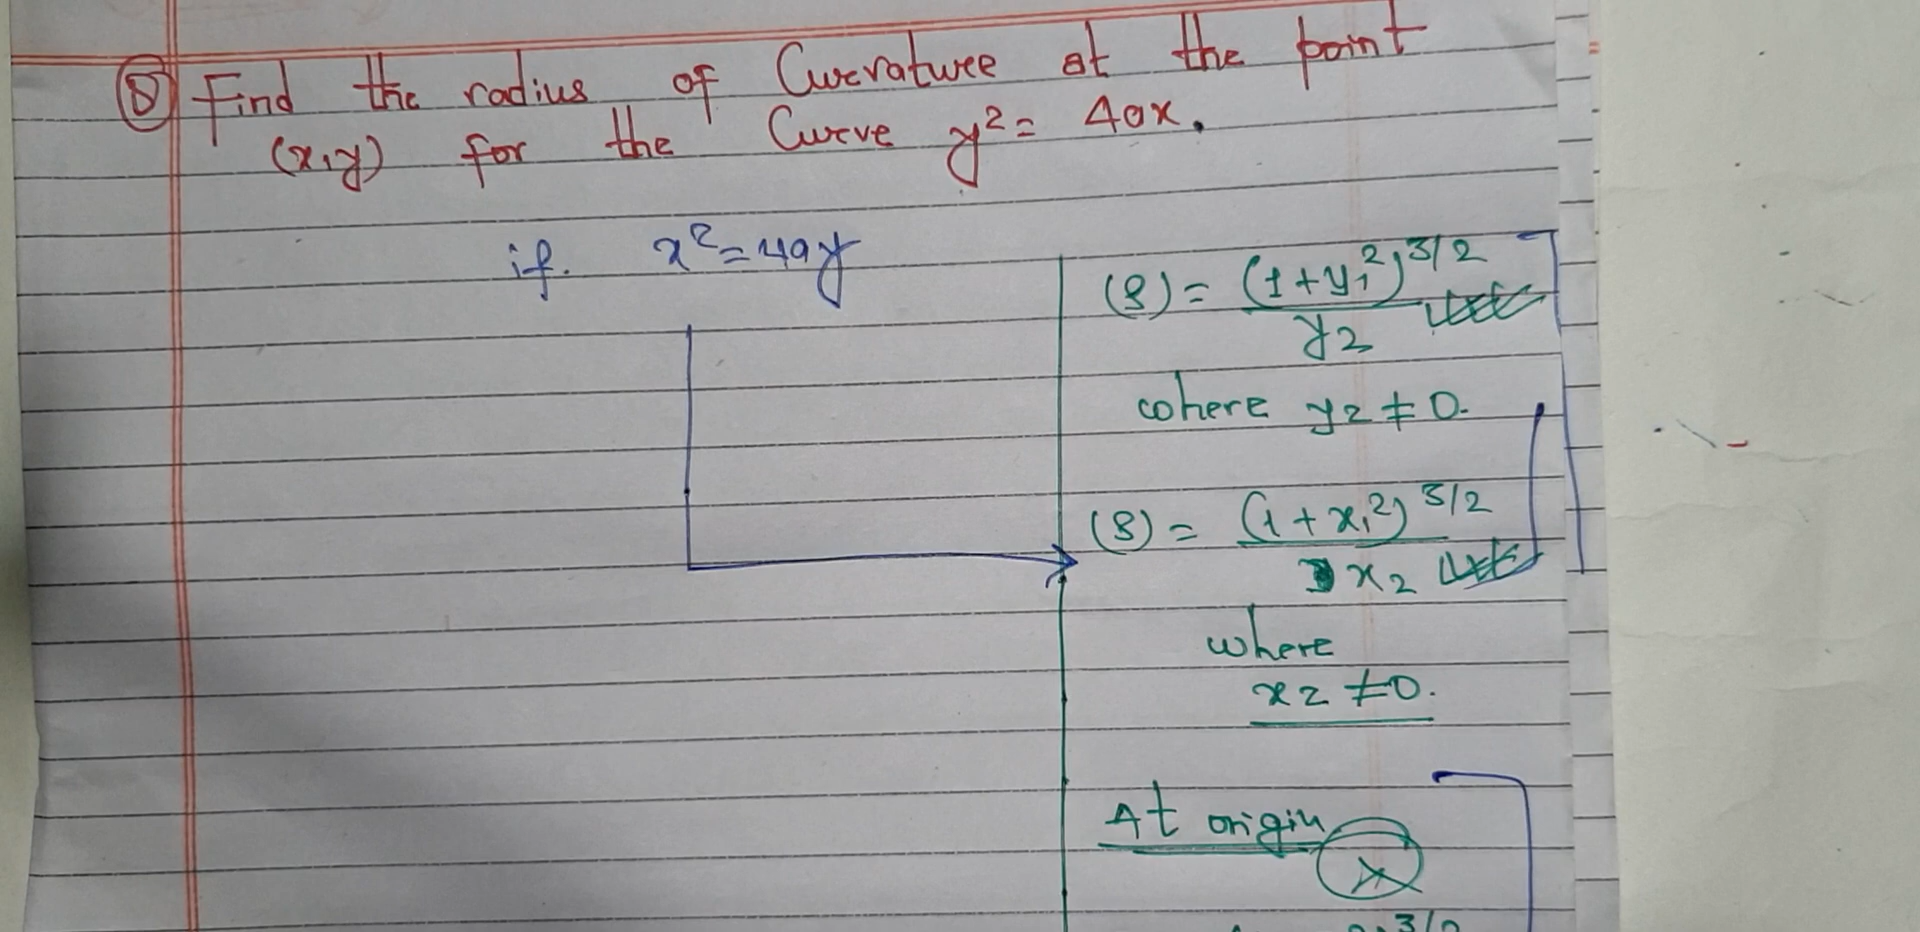 ⑧ Find the radius of Curvature at the point
(x,y) for the Curve y² = 4ax.
if. x² = 4ay
(ρ) = (1+y₁²)^3/2 / y₂
where y₂ ≠ 0.
(ρ) = (1+x₁²)^3/2 / x₂
where
x₂ ≠ 0.
At origin